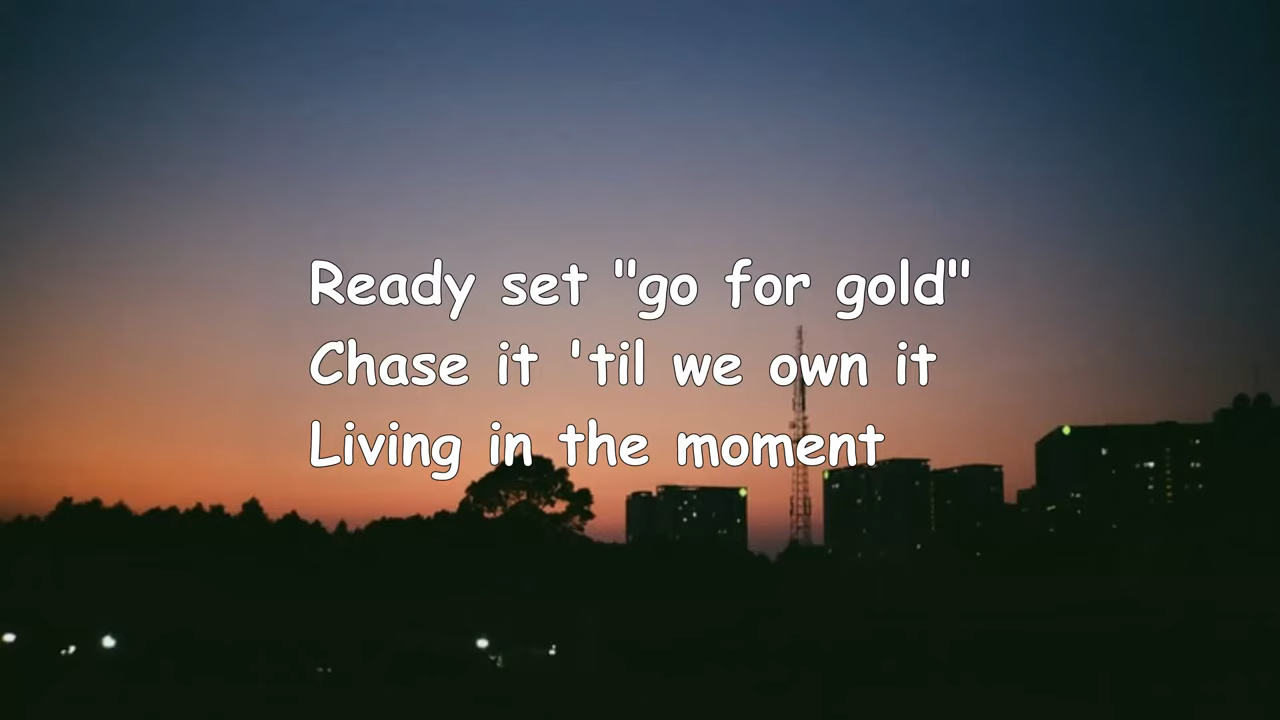 Ready set "go for gold"
Chase it 'til we own it
Living in the moment